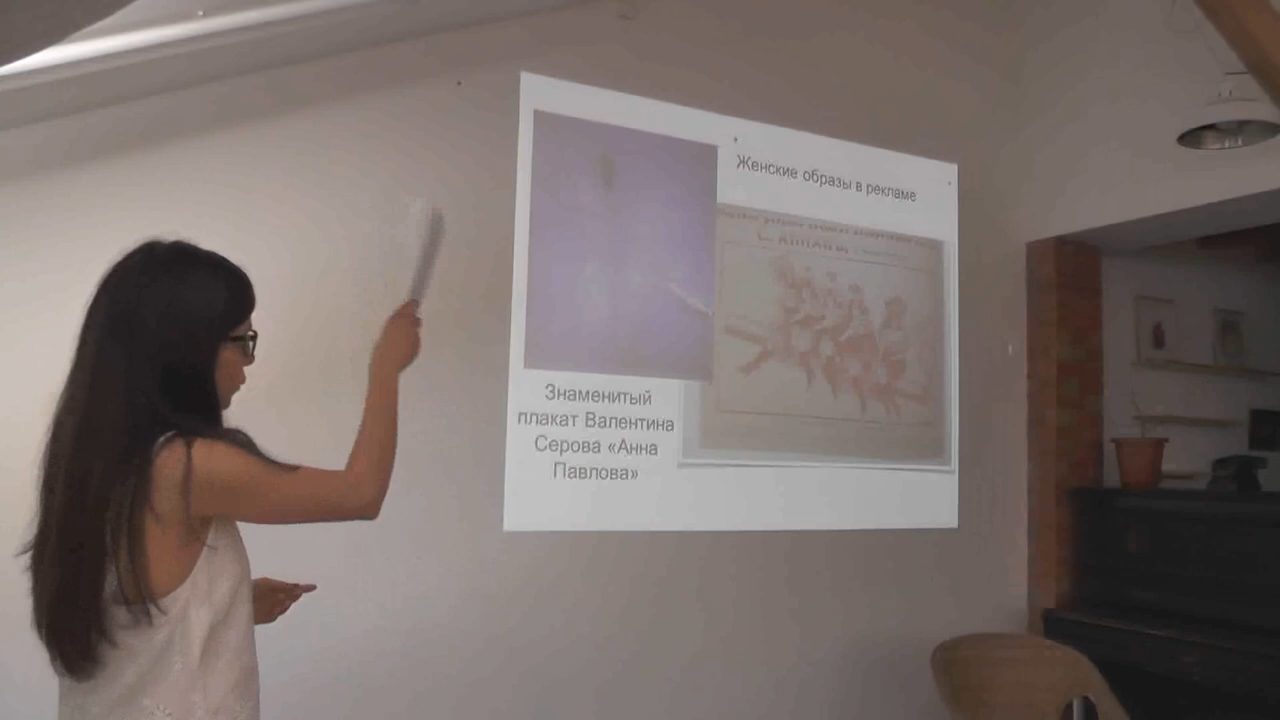 Женские образы в рекламе
Знаменитый
плакат Валентина
Серова «Анна
Павлова»